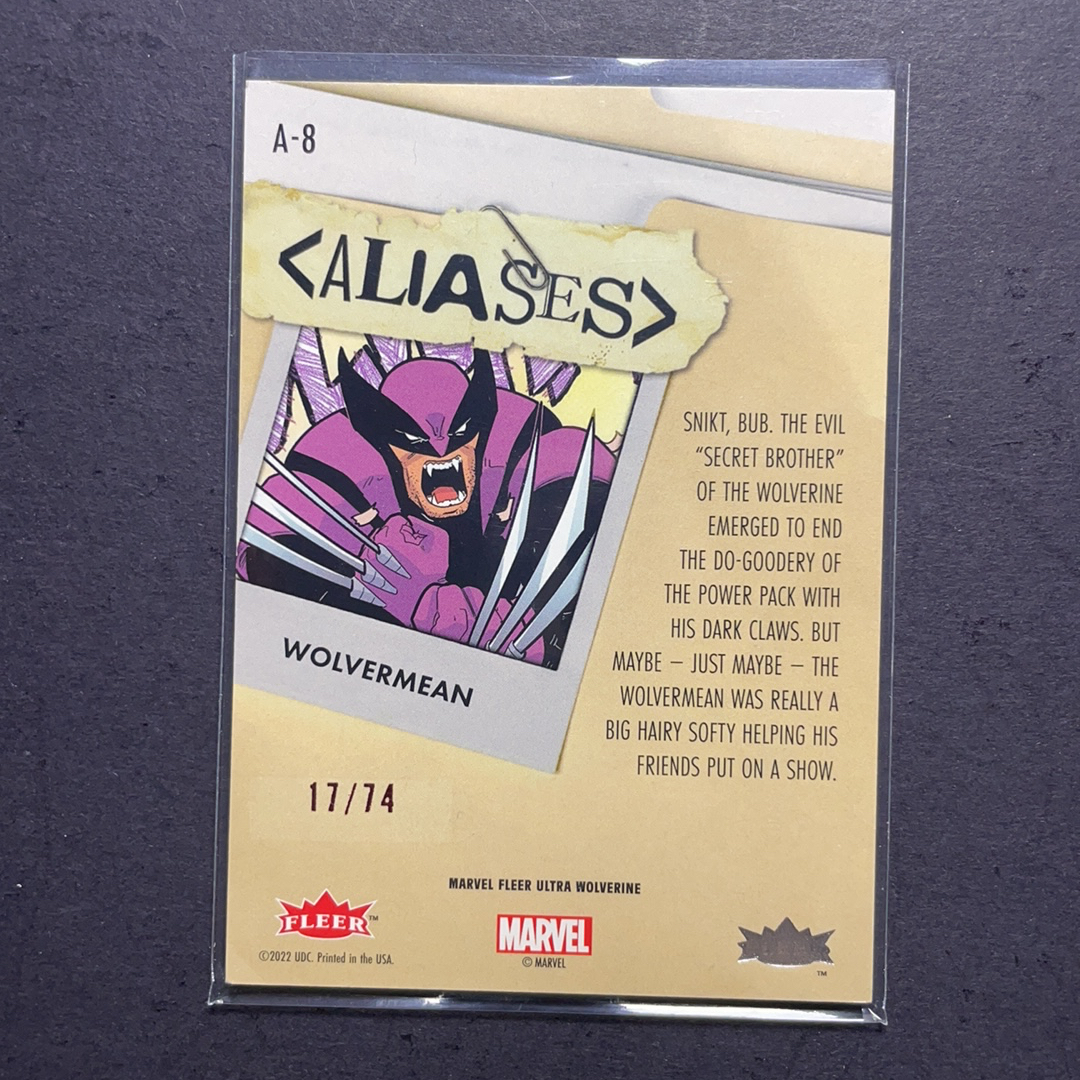 A-8
<ALIASES>
SNIKT, BUB. THE EVIL
“SECRET BROTHER”
OF THE WOLVERINE
EMERGED TO END
THE DO-GOODERY OF
THE POWER PACK WITH
HIS DARK CLAWS. BUT
MAYBE – JUST MAYBE – THE
WOLVERMEAN WAS REALLY A
BIG HAIRY SOFTY HELPING HIS
FRIENDS PUT ON A SHOW.
WOLVERMEAN
17/74
MARVEL FLEER ULTRA WOLVERINE
FLEER™
©2022 UDC. Printed in the USA.
MARVEL
© MARVEL
™